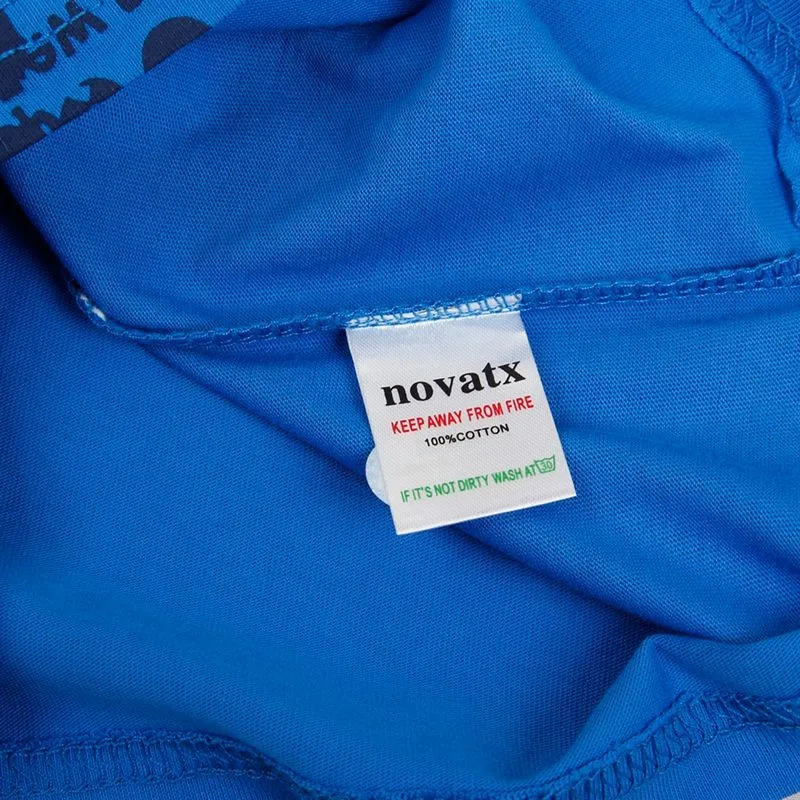 novatx
KEEP AWAY FROM FIRE
100%COTTON
IF IT'S NOT DIRTY WASH AT 30